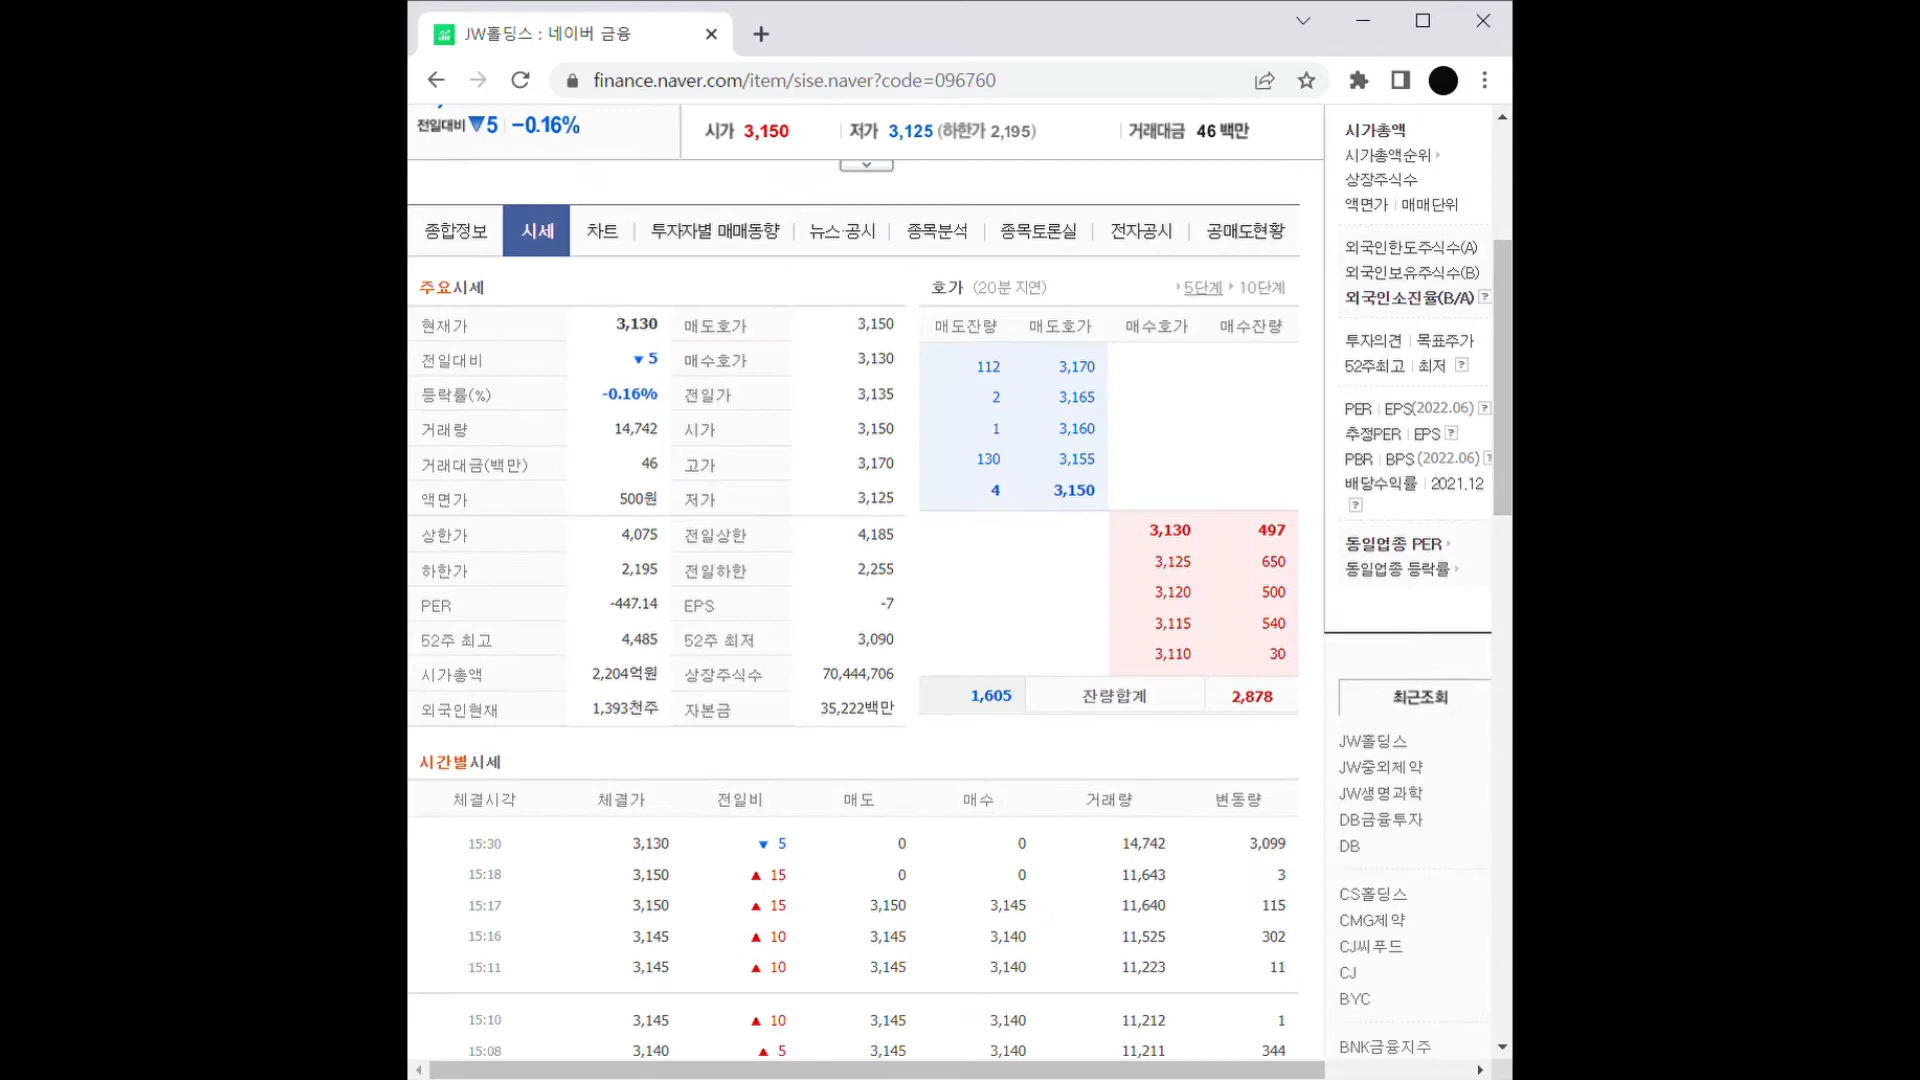 JW홀딩스 : 네이버 금융
finance.naver.com/item/sise.naver?code=096760
전일대비 ▼5 -0.16%
시가 3,150 저가 3,125 (하한가 2,195) 거래대금 46 백만
종합정보 시세 차트 투자자별 매매동향 뉴스·공시 종목분석 종목토론실 전자공시 공매도현황
주요시세
현재가 3,130 매도호가 3,150
전일대비 ▼ 5 매수호가 3,130
등락률(%) -0.16% 전일가 3,135
거래량 14,742 시가 3,150
거래대금(백만) 46 고가 3,170
액면가 500원 저가 3,125
상한가 4,075 전일상한 4,185
하한가 2,195 전일하한 2,255
PER -447.14 EPS -7
52주 최고 4,485 52주 최저 3,090
시가총액 2,204억원 상장주식수 70,444,706
외국인현재 1,393천주 자본금 35,222백만
호가 (20분 지연) 5단계 10단계
매도잔량 매도호가 매수호가 매수잔량
112 3,170
2 3,165
1 3,160
130 3,155
4 3,150
3,130 497
3,125 650
3,120 500
3,115 540
3,110 30
1,605 잔량합계 2,878
시간별시세
체결시각 체결가 전일비 매도 매수 거래량 변동량
15:30 3,130 ▼ 5 0 0 14,742 3,099
15:18 3,150 ▲ 15 0 0 11,643 3
15:17 3,150 ▲ 15 3,150 3,145 11,640 115
15:16 3,145 ▲ 10 3,145 3,140 11,525 302
15:11 3,145 ▲ 10 3,145 3,140 11,223 11
15:10 3,145 ▲ 10 3,145 3,140 11,212 1
15:08 3,140 ▲ 5 3,145 3,140 11,211 344
시가총액
시가총액순위
상장주식수
액면가 | 매매단위
외국인한도주식수(A)
외국인보유주식수(B)
외국인소진율(B/A) ?
투자의견 | 목표주가
52주최고 | 최저 ?
PER | EPS(2022.06) ?
추정PER | EPS ?
PBR | BPS (2022.06) ?
배당수익률 | 2021.12
?
동일업종 PER
동일업종 등락률
최근조회
JW홀딩스
JW중외제약
JW생명과학
DB금융투자
DB
CS홀딩스
CMG제약
CJ씨푸드
CJ
BYC
BNK금융지주